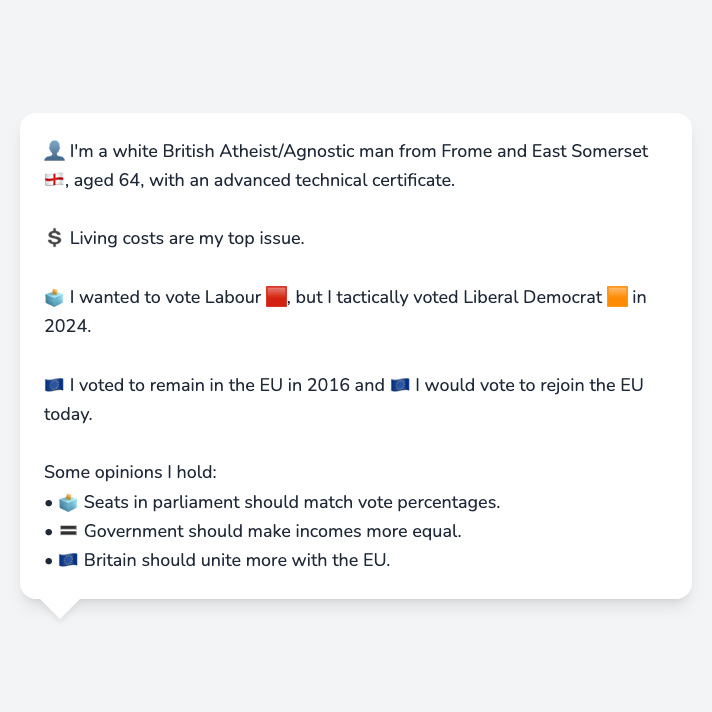 👤 I'm a white British Atheist/Agnostic man from Frome and East Somerset
🏴󠁧󠁢󠁥󠁮󠁧󠁿, aged 64, with an advanced technical certificate.
💲 Living costs are my top issue.
🗳️ I wanted to vote Labour 🟥, but I tactically voted Liberal Democrat 🟧 in
2024.
🇪🇺 I voted to remain in the EU in 2016 and 🇪🇺 I would vote to rejoin the EU
today.
Some opinions I hold:
• 🗳️ Seats in parliament should match vote percentages.
• 🟰 Government should make incomes more equal.
• 🇪🇺 Britain should unite more with the EU.